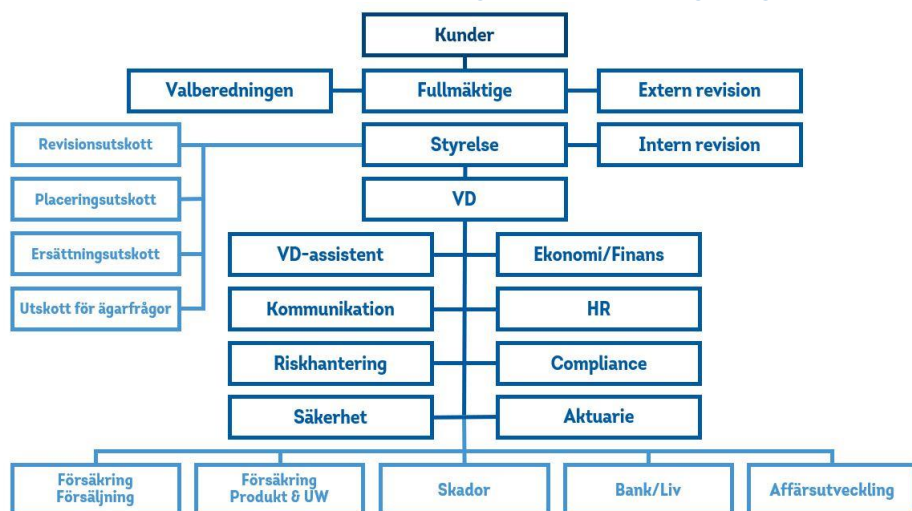 Kunder
Valberedningen
Fullmäktige
Extern revision
Revisionsutskott
Styrelse
Intern revision
Placeringsutskott
VD
Ersättningsutskott
VD-assistent
Ekonomi/Finans
Utskott för ägarfrågor
Kommunikation
HR
Riskhantering
Compliance
Säkerhet
Aktuarie
Försäkring
Försäljning
Försäkring
Produkt & UW
Skador
Bank/Liv
Affärsutveckling